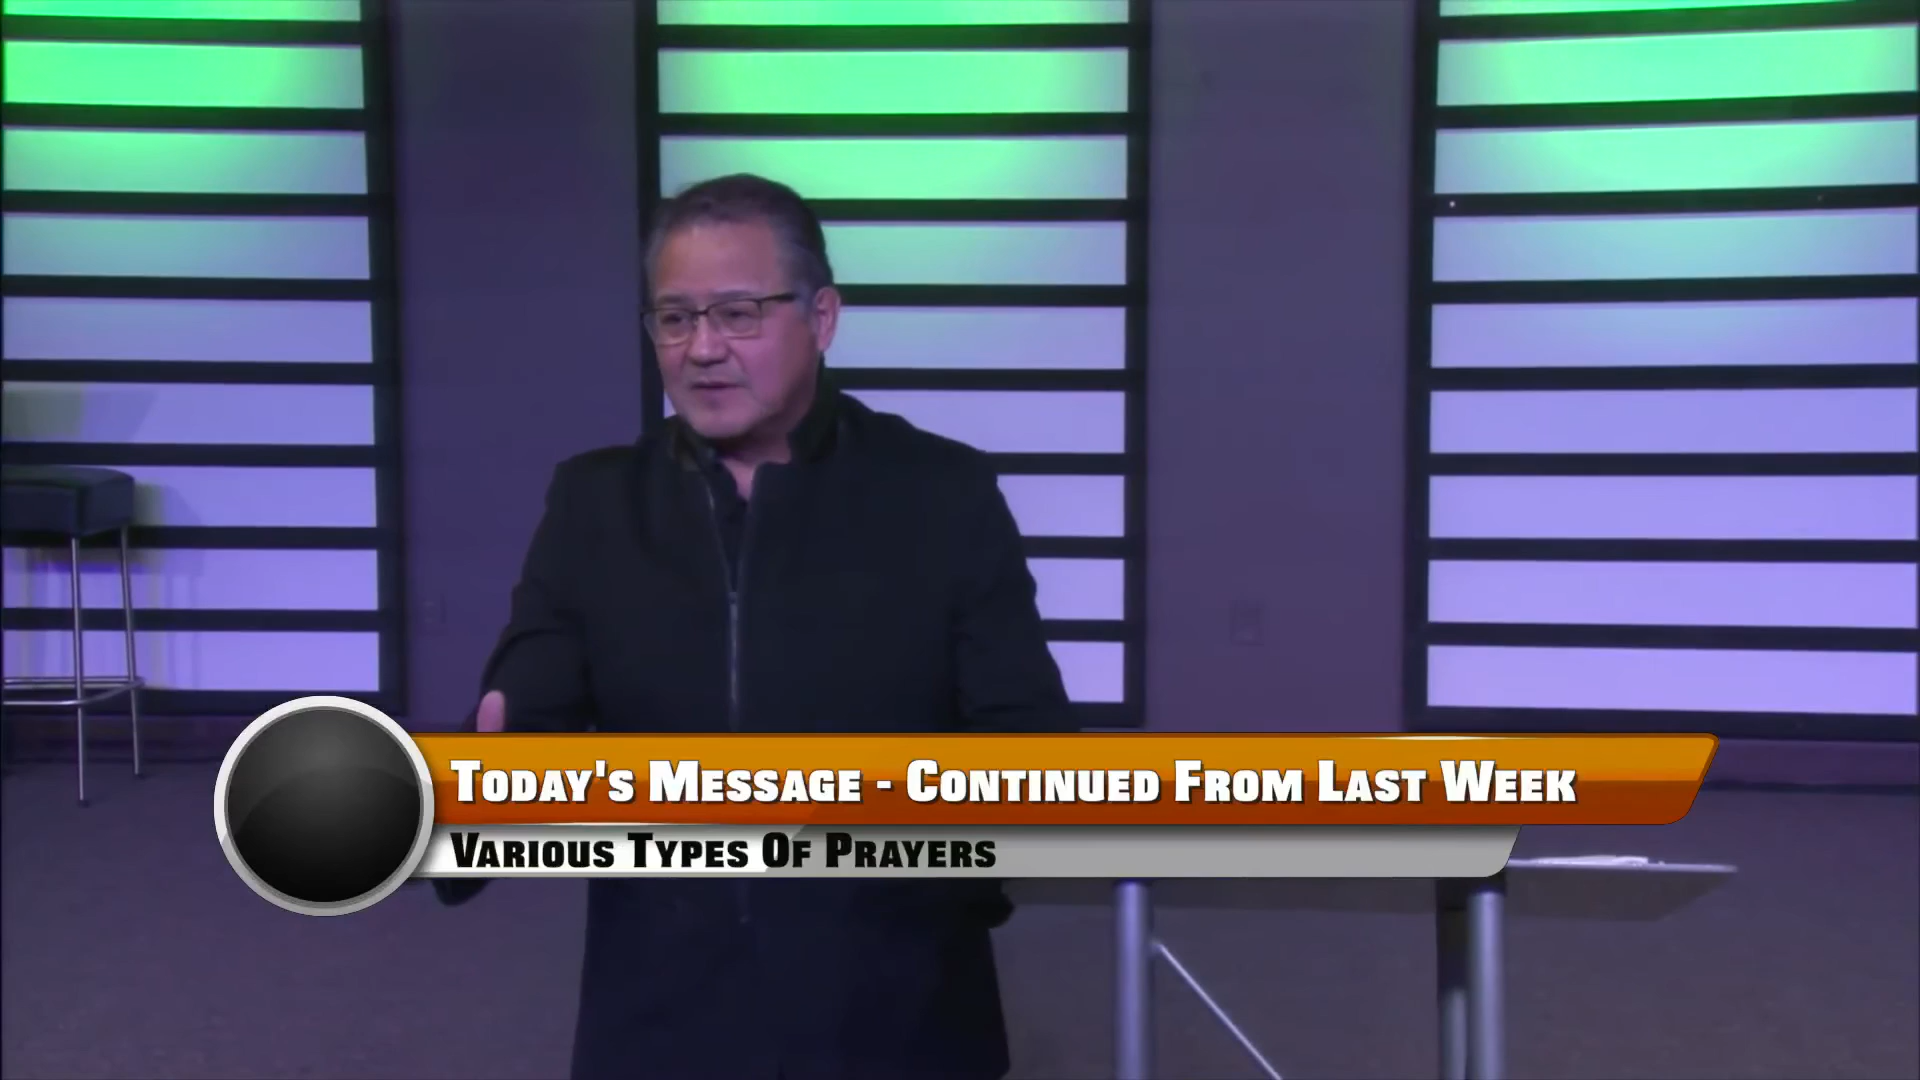 Today's Message - Continued From Last Week
Various Types Of Prayers